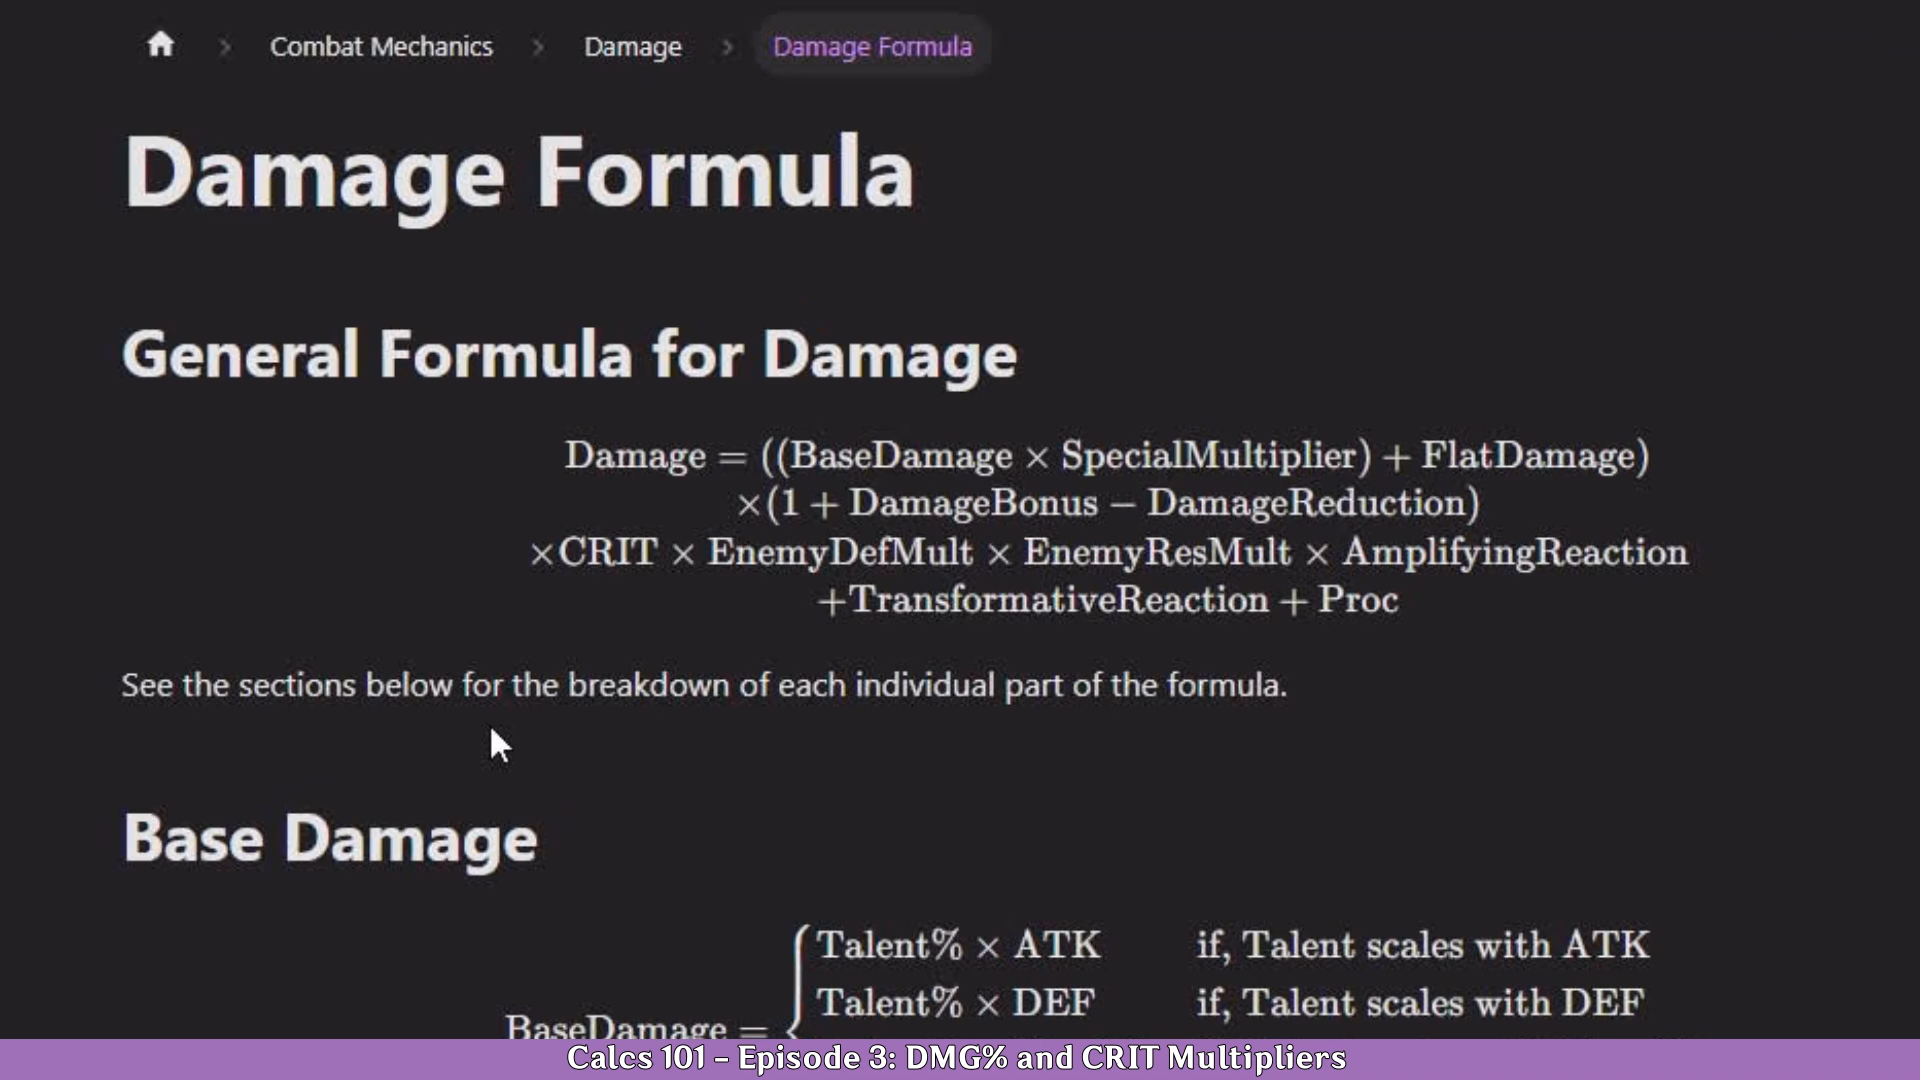 Combat Mechanics > Damage > Damage Formula
Damage Formula
General Formula for Damage
Damage = ((BaseDamage × SpecialMultiplier) + FlatDamage)
×(1 + DamageBonus − DamageReduction)
×CRIT × EnemyDefMult × EnemyResMult × AmplifyingReaction
+TransformativeReaction + Proc
See the sections below for the breakdown of each individual part of the formula.
Base Damage
Talent% × ATK if, Talent scales with ATK
Talent% × DEF if, Talent scales with DEF
BaseDamage = {
Calcs 101 – Episode 3: DMG% and CRIT Multipliers